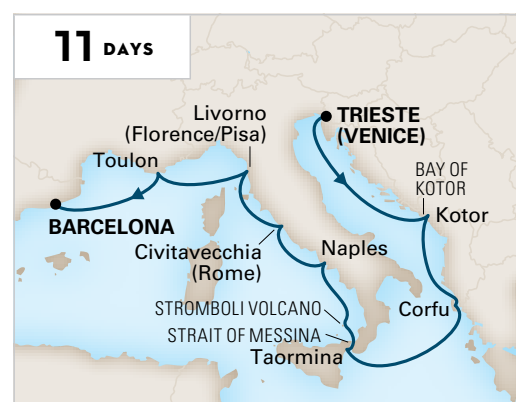 11 DAYS
Livorno
(Florence/Pisa)
TRIESTE
(VENICE)
Toulon
BAY OF
KOTOR
BARCELONA
Kotor
Civitavecchia
(Rome)
Naples
STROMBOLI VOLCANO
Corfu
STRAIT OF MESSINA
Taormina